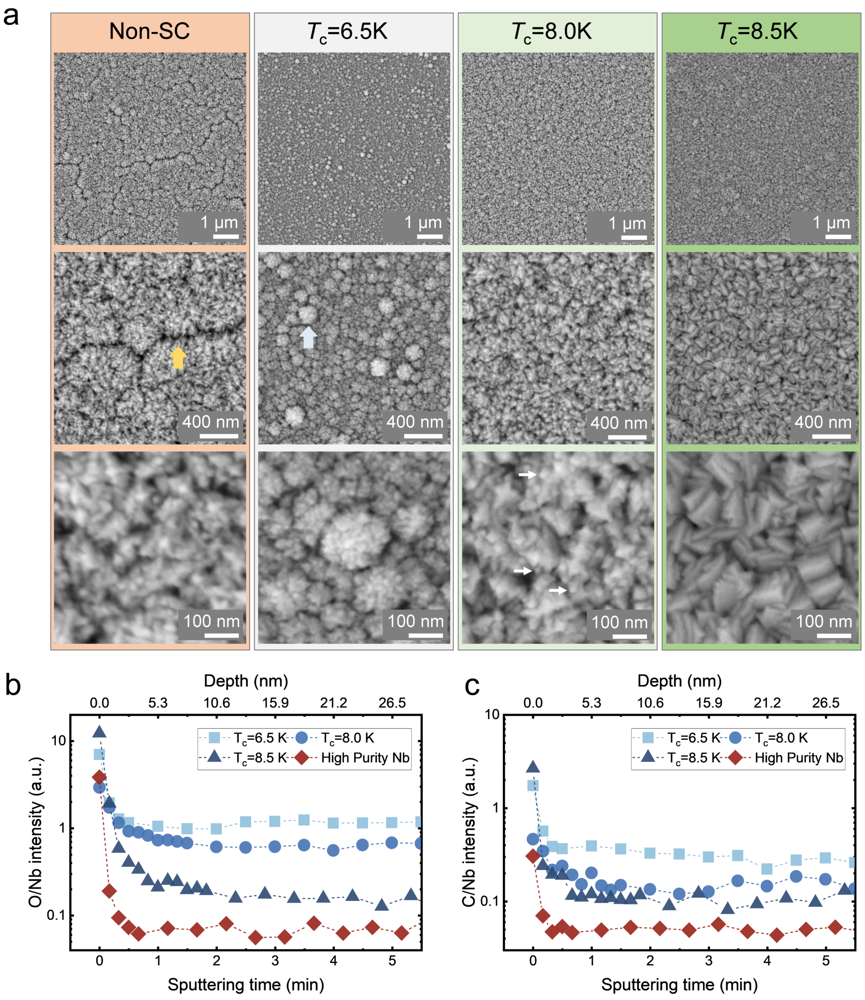 a
Non-SC
Tc=6.5K
Tc=8.0K
Tc=8.5K
1 µm
1 µm
1 µm
1 µm
400 nm
400 nm
400 nm
400 nm
100 nm
100 nm
100 nm
100 nm
b
Depth (nm)
0.0 5.3 10.6 15.9 21.2 26.5
Tc=6.5 K Tc=8.0 K
Tc=8.5 K High Purity Nb
10
1
0.1
O/Nb intensity (a.u.)
0 1 2 3 4 5
Sputtering time (min)
c
Depth (nm)
0.0 5.3 10.6 15.9 21.2 26.5
Tc=6.5 K Tc=8.0 K
Tc=8.5 K High Purity Nb
10
1
0.1
C/Nb intensity (a.u.)
0 1 2 3 4 5
Sputtering time (min)